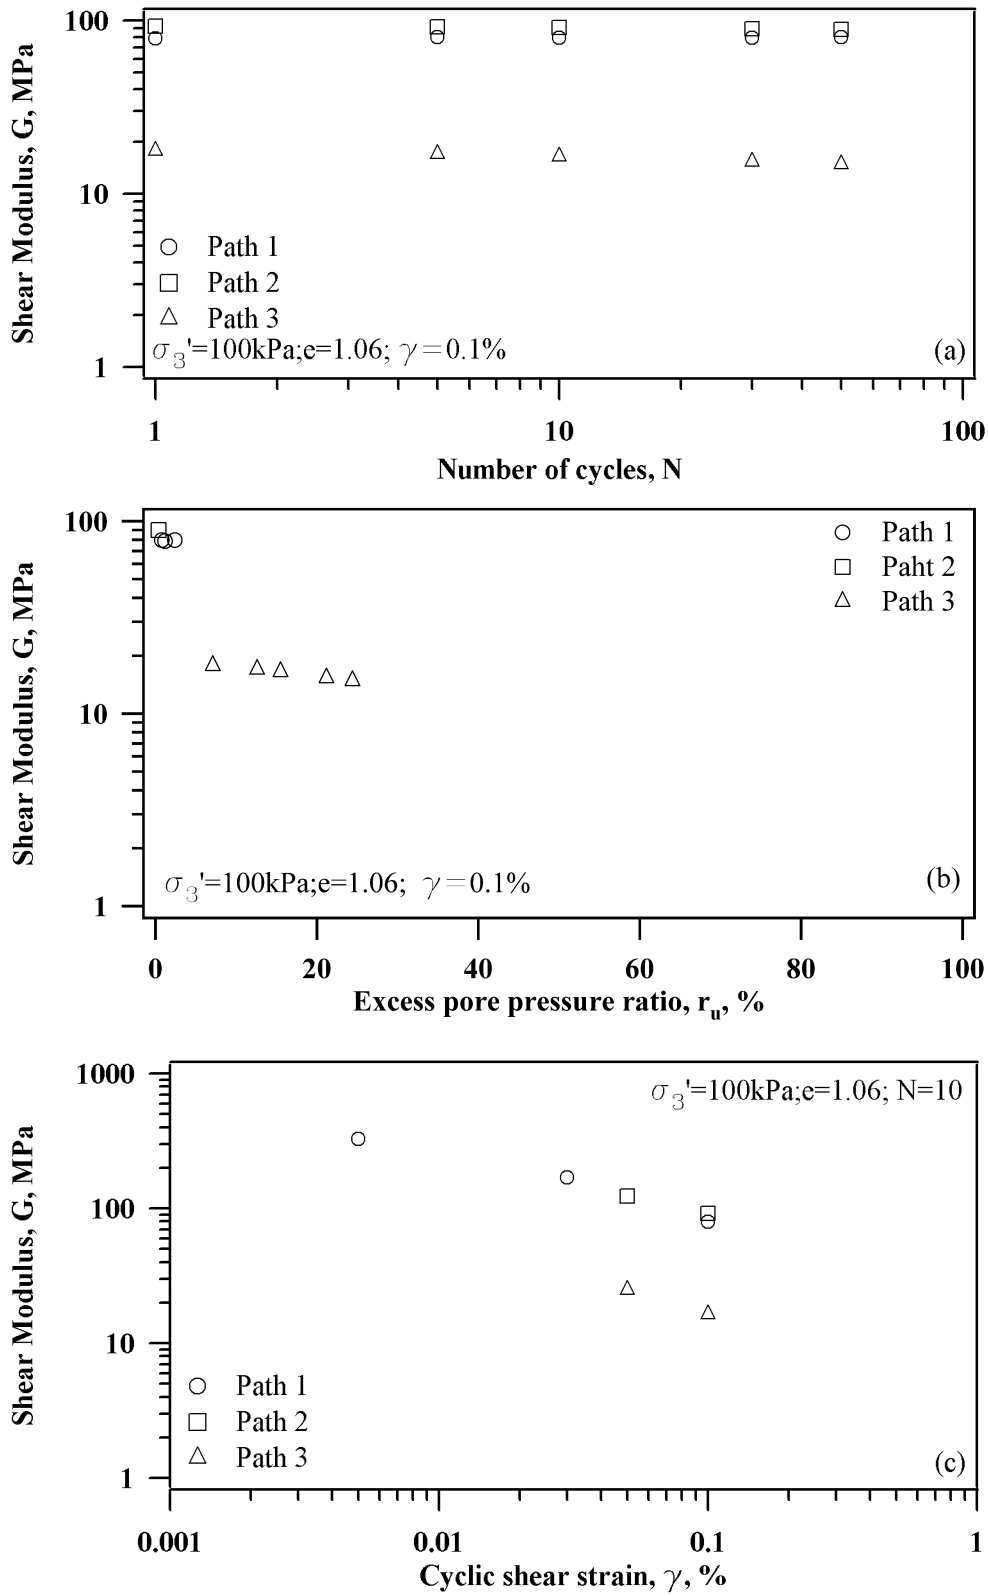 Shear Modulus, G, MPa
100
10
1
Path 1
Path 2
Path 3
σ3'=100kPa;e=1.06; γ=0.1%
(a)
1 10 100
Number of cycles, N
Shear Modulus, G, MPa
100
10
1
Path 1
Paht 2
Path 3
σ3'=100kPa;e=1.06; γ=0.1%
(b)
0 20 40 60 80 100
Excess pore pressure ratio, ru, %
Shear Modulus, G, MPa
1000
100
10
1
σ3'=100kPa;e=1.06; N=10
Path 1
Path 2
Path 3
(c)
0.001 0.01 0.1 1
Cyclic shear strain, γ, %